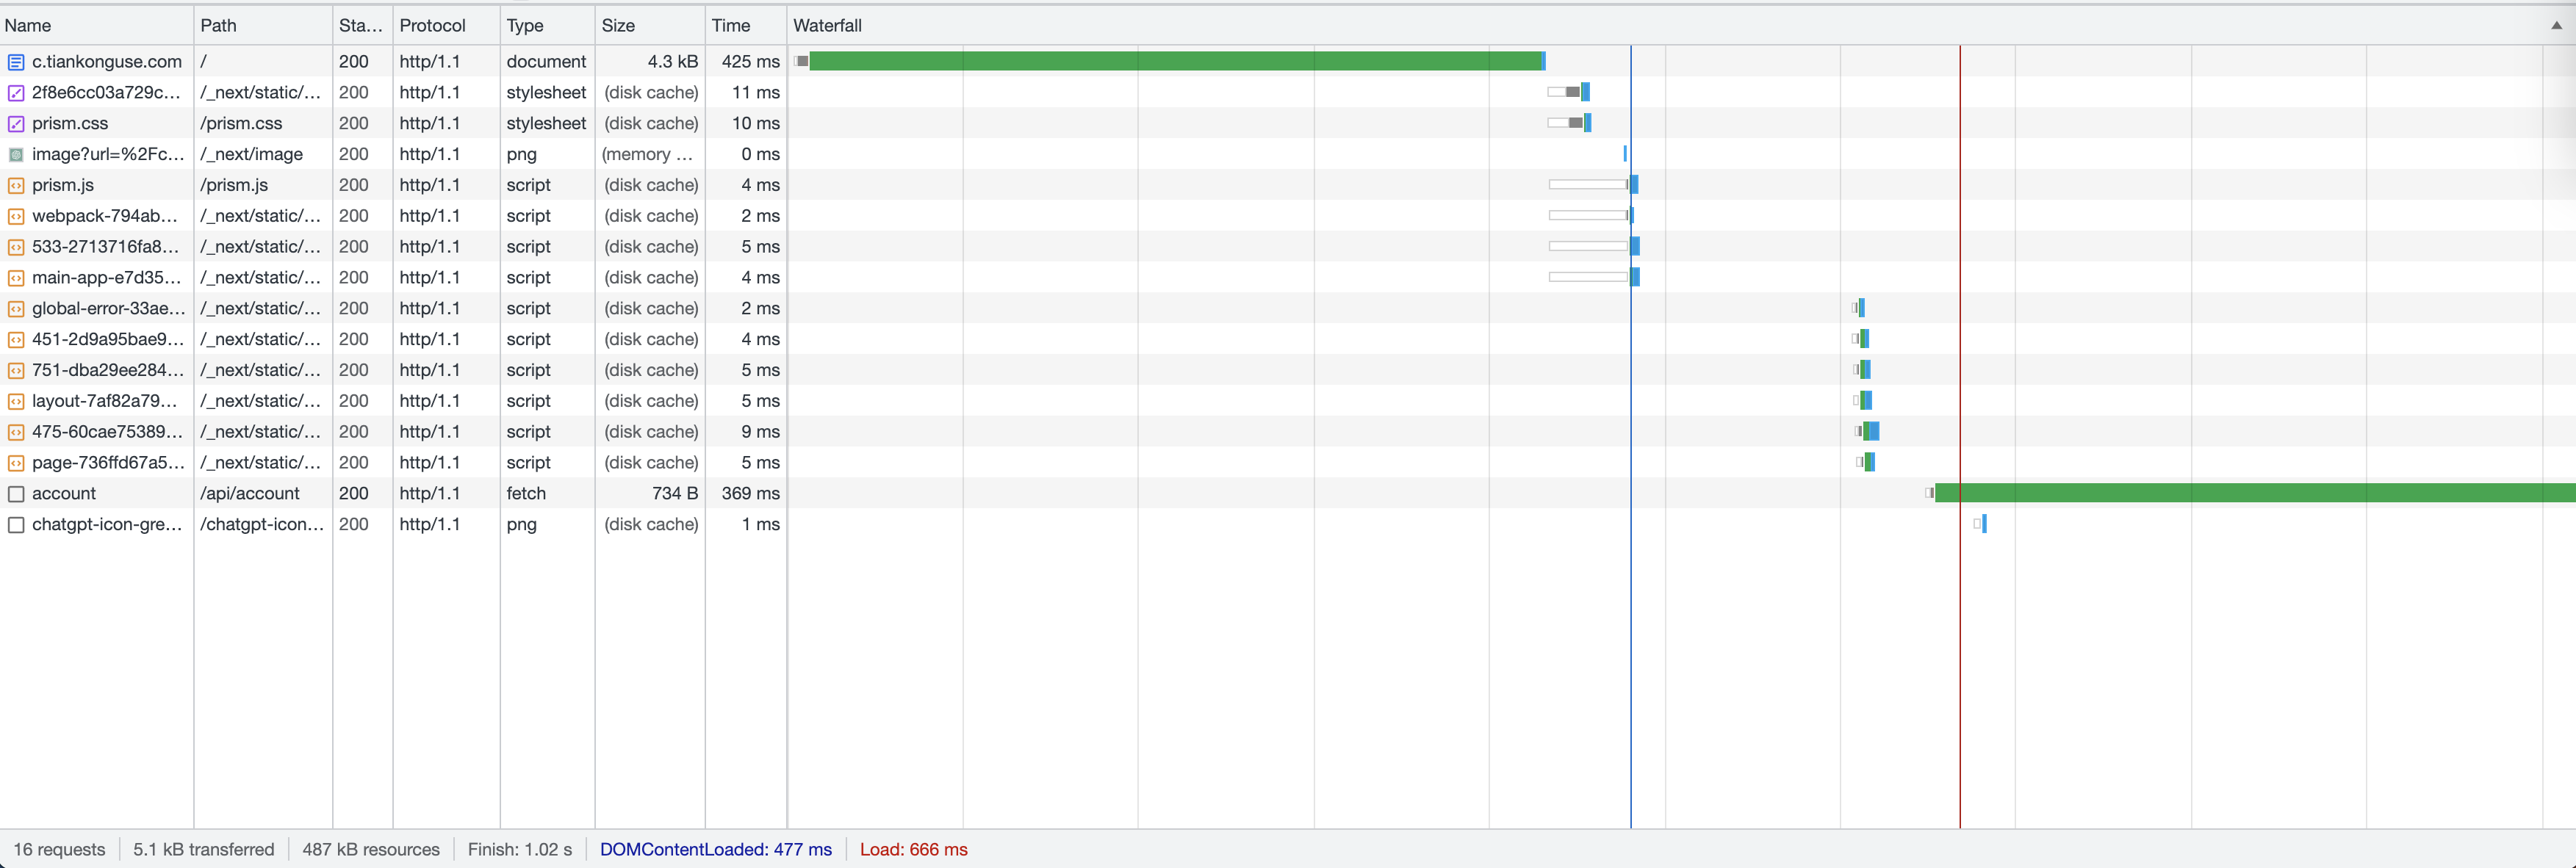 Name Path Sta... Protocol Type Size Time Waterfall
c.tiankonguse.com / 200 http/1.1 document 4.3 kB 425 ms
2f8e6cc03a729c... /_next/static/... 200 http/1.1 stylesheet (disk cache) 11 ms
prism.css /prism.css 200 http/1.1 stylesheet (disk cache) 10 ms
image?url=%2Fc... /_next/image 200 http/1.1 png (memory ... 0 ms
prism.js /prism.js 200 http/1.1 script (disk cache) 4 ms
webpack-794ab... /_next/static/... 200 http/1.1 script (disk cache) 2 ms
533-2713716fa8... /_next/static/... 200 http/1.1 script (disk cache) 5 ms
main-app-e7d35... /_next/static/... 200 http/1.1 script (disk cache) 4 ms
global-error-33ae... /_next/static/... 200 http/1.1 script (disk cache) 2 ms
451-2d9a95bae9... /_next/static/... 200 http/1.1 script (disk cache) 4 ms
751-dba29ee284... /_next/static/... 200 http/1.1 script (disk cache) 5 ms
layout-7af82a79... /_next/static/... 200 http/1.1 script (disk cache) 5 ms
475-60cae75389... /_next/static/... 200 http/1.1 script (disk cache) 9 ms
page-736ffd67a5... /_next/static/... 200 http/1.1 script (disk cache) 5 ms
account /api/account 200 http/1.1 fetch 734 B 369 ms
chatgpt-icon-gre... /chatgpt-icon... 200 http/1.1 png (disk cache) 1 ms
16 requests 5.1 kB transferred 487 kB resources Finish: 1.02 s DOMContentLoaded: 477 ms Load: 666 ms